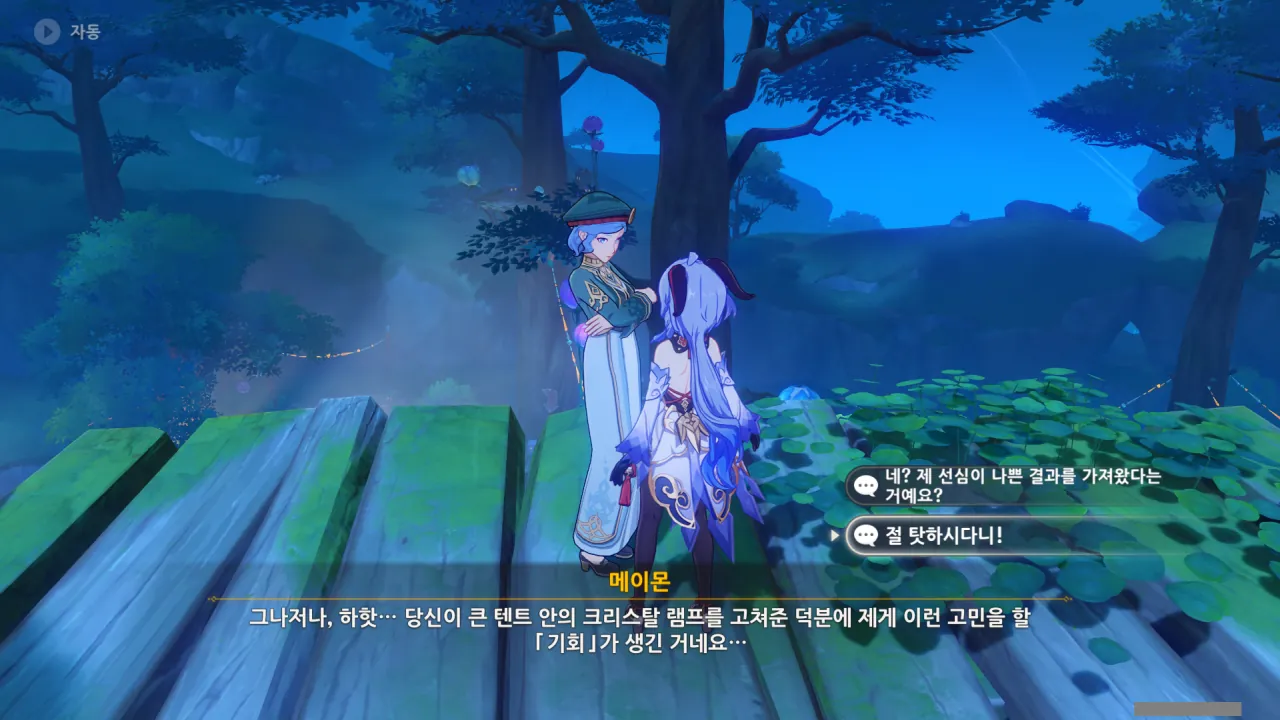 자동
네? 제 선심이 나쁜 결과를 가져왔다는
거예요?
절 탓하시다니!
메이몬
그나저나, 하핫… 당신이 큰 텐트 안의 크리스탈 램프를 고쳐준 덕분에 제게 이런 고민을 할
「기회」가 생긴 거네요…